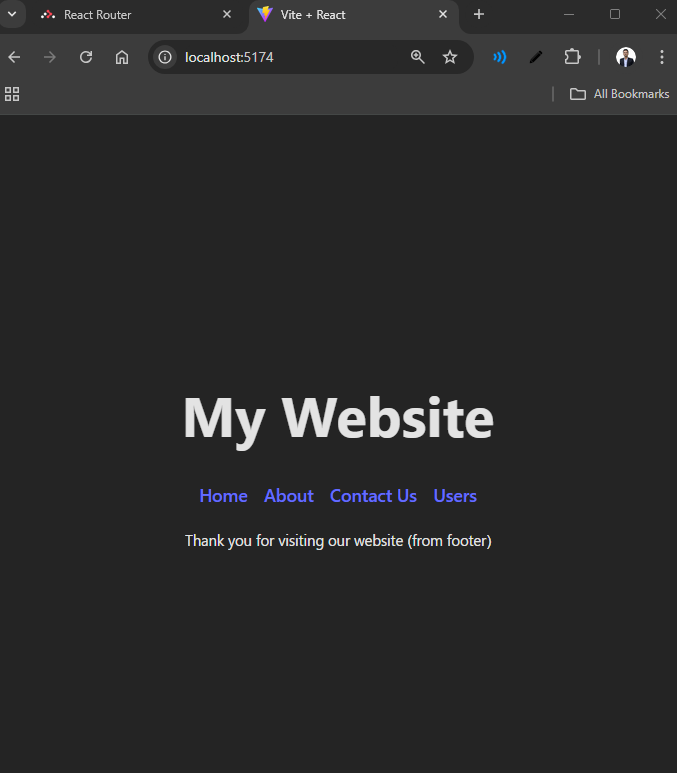 React Router
Vite + React
localhost:5174
All Bookmarks
My Website
Home About Contact Us Users
Thank you for visiting our website (from footer)